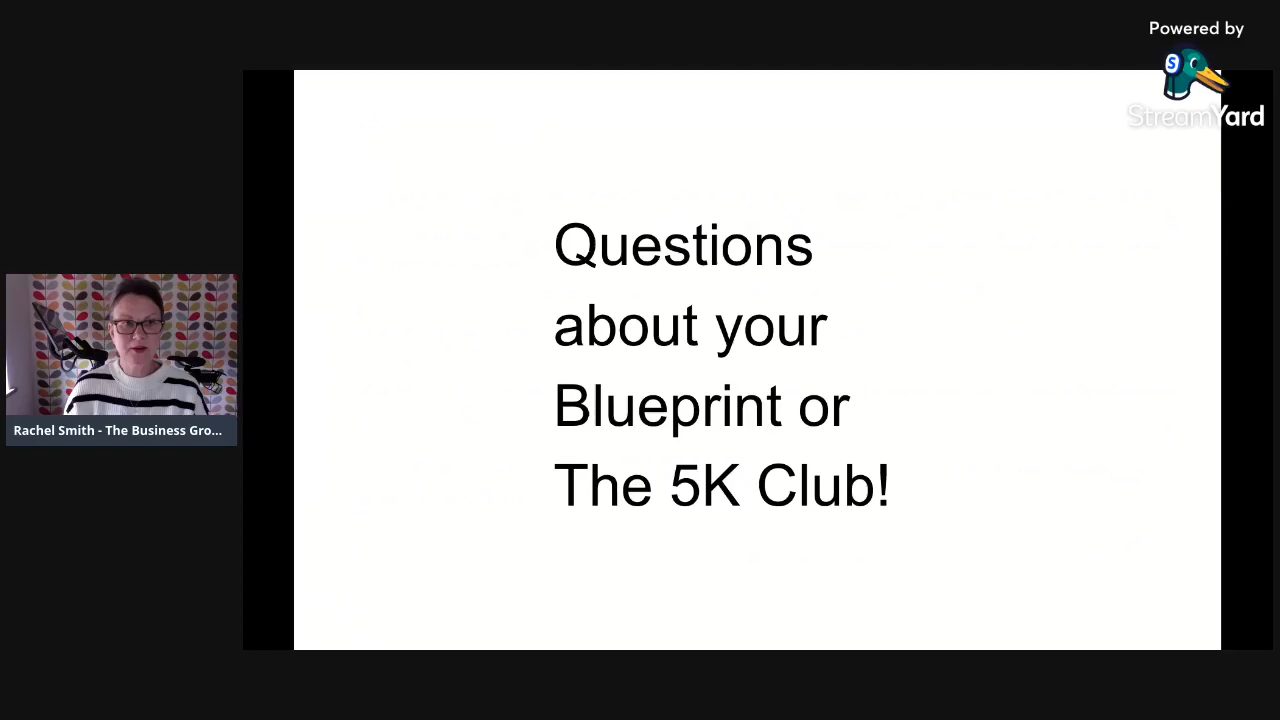 Powered by
StreamYard
Questions
about your
Blueprint or
The 5K Club!
Rachel Smith - The Business Gro...